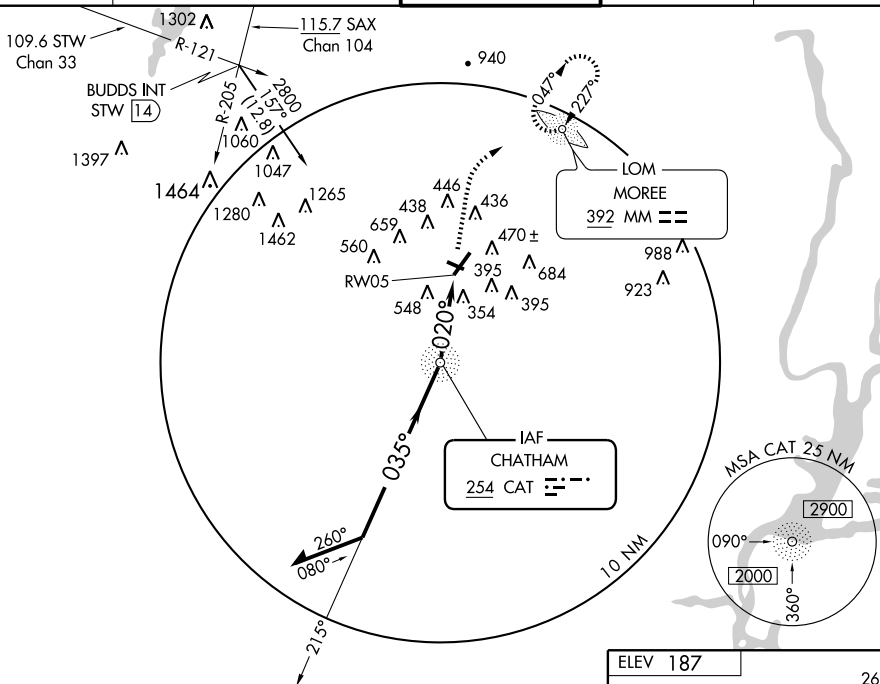 1302
109.6 STW
Chan 33
R-121
115.7 SAX
Chan 104
940
BUDDS INT
STW 14
R-205
2800
157°
(12.8)
047°
227°
1060
1397
1047
1464
1280
1462
1265
LOM
MOREE
392 MM
446
436
438
659
560
470 ±
395
684
988
923
RW05
548
354
395
020°
IAF
CHATHAM
254 CAT
035°
260°
080°
215°
10 NM
MSA CAT 25 NM
2900
090°
2000
360°
ELEV 187
26